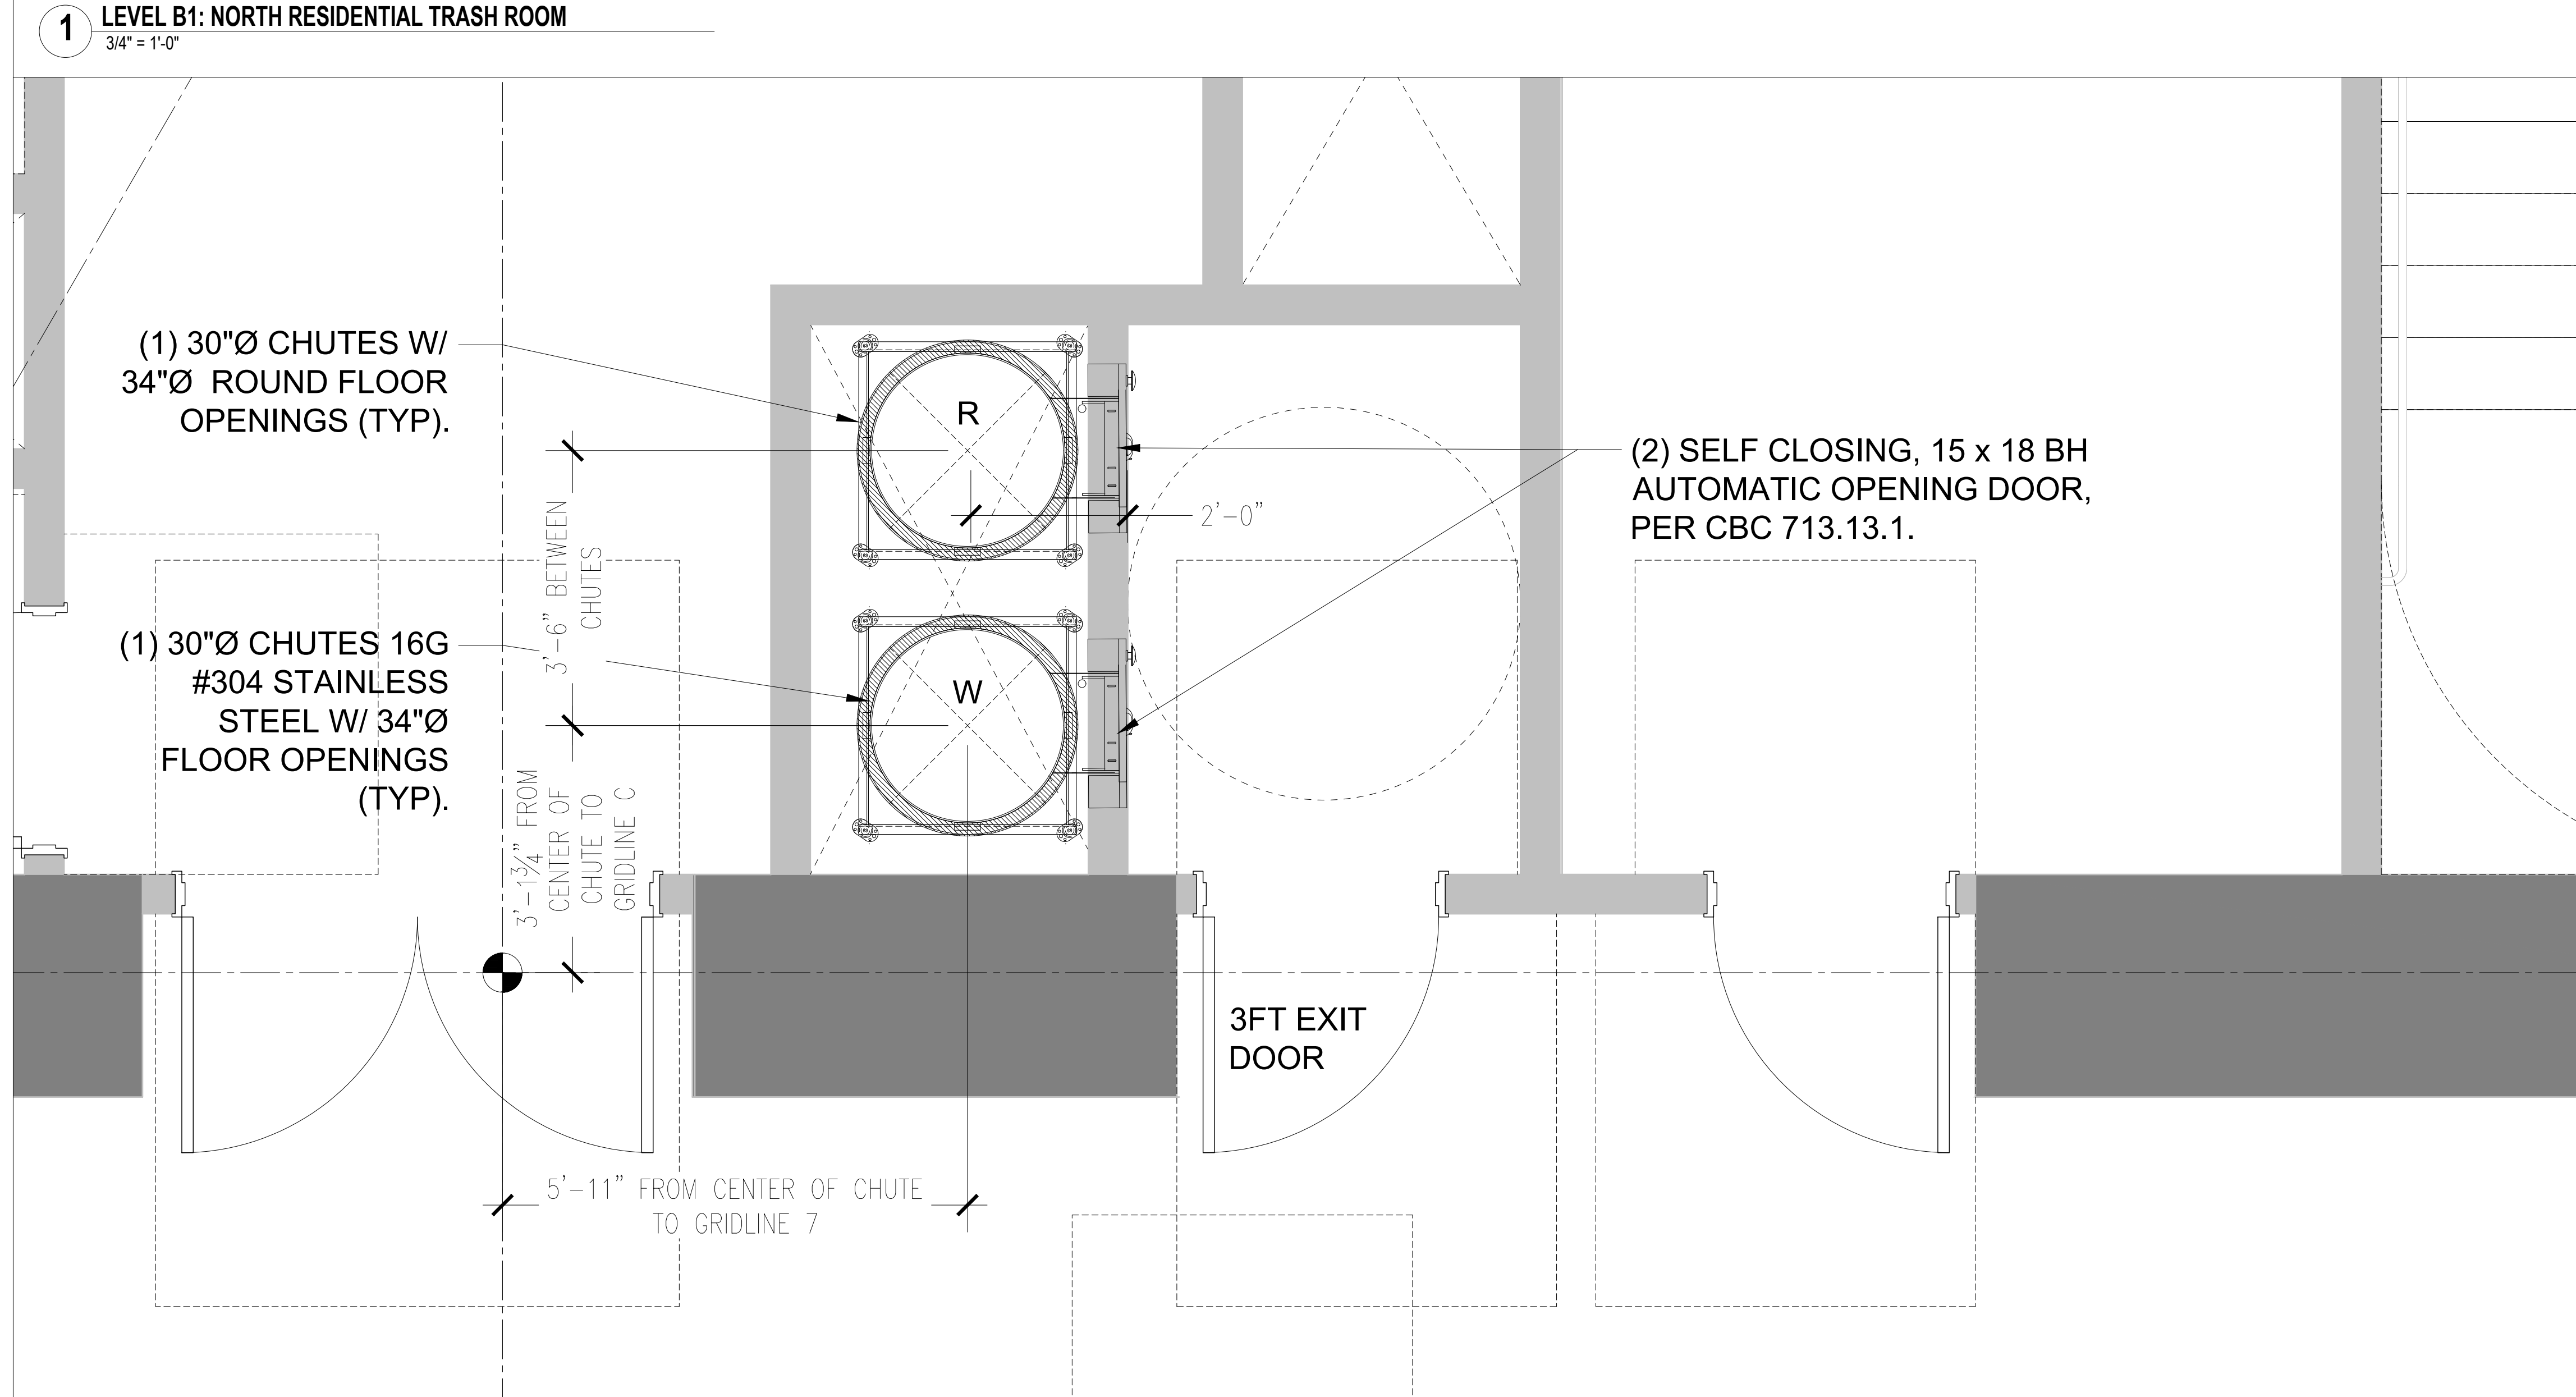 1
LEVEL B1: NORTH RESIDENTIAL TRASH ROOM
3/4" = 1'-0"
(1) 30"Ø CHUTES W/
34"Ø ROUND FLOOR
OPENINGS (TYP).
R
(2) SELF CLOSING, 15 x 18 BH
AUTOMATIC OPENING DOOR,
PER CBC 713.13.1.
2'-0"
3'-6" BETWEEN
CHUTES
(1) 30"Ø CHUTES 16G
#304 STAINLESS
STEEL W/ 34"Ø
FLOOR OPENINGS
(TYP).
W
3'-1¾" FROM
CENTER OF
CHUTE TO
GRIDLINE C
3FT EXIT
DOOR
5'-11" FROM CENTER OF CHUTE
TO GRIDLINE 7